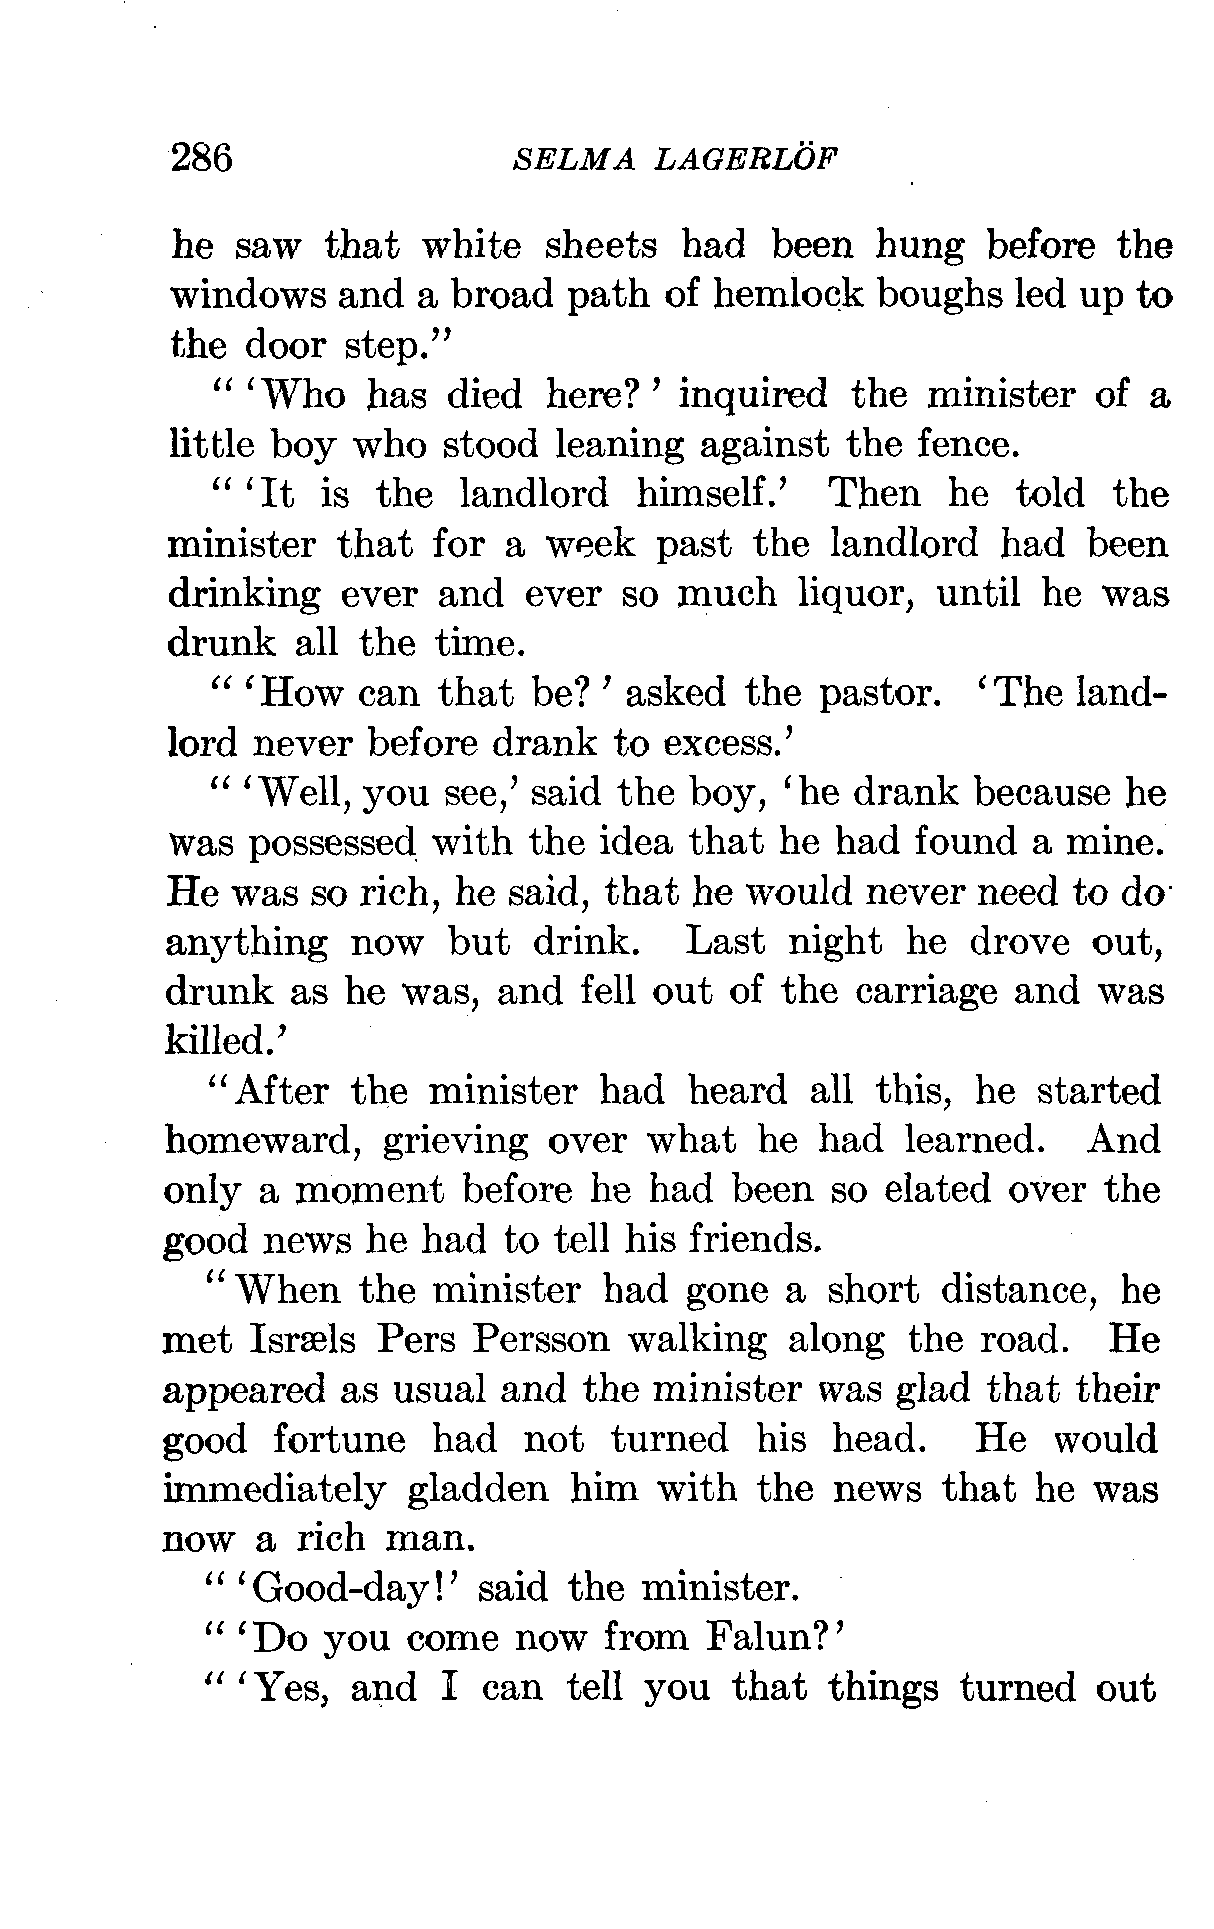 286 SELMA LAGERLÖF
he saw that white sheets had been hung before the
windows and a broad path of hemlock boughs led up to
the door step."
" 'Who has died here?' inquired the minister of a
little boy who stood leaning against the fence.
" 'It is the landlord himself.' Then he told the
minister that for a week past the landlord had been
drinking ever and ever so much liquor, until he was
drunk all the time.
" 'How can that be?' asked the pastor. 'The land-
lord never before drank to excess.'
" 'Well, you see,' said the boy, 'he drank because he
was possessed with the idea that he had found a mine.
He was so rich, he said, that he would never need to do
anything now but drink. Last night he drove out,
drunk as he was, and fell out of the carriage and was
killed.'
"After the minister had heard all this, he started
homeward, grieving over what he had learned. And
only a moment before he had been so elated over the
good news he had to tell his friends.
"When the minister had gone a short distance, he
met Isræls Pers Persson walking along the road. He
appeared as usual and the minister was glad that their
good fortune had not turned his head. He would
immediately gladden him with the news that he was
now a rich man.
" 'Good-day!' said the minister.
" 'Do you come now from Falun?'
" 'Yes, and I can tell you that things turned out